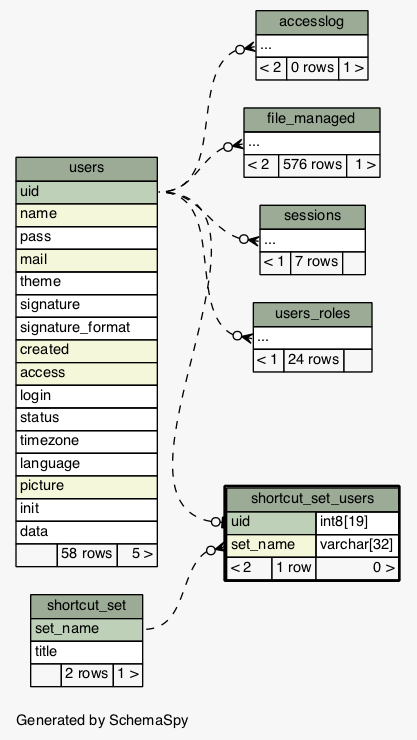 accesslog
...
< 2 0 rows 1 >
file_managed
...
< 2 576 rows 1 >
users
uid
name
pass
mail
theme
signature
signature_format
created
access
login
status
timezone
language
picture
init
data
58 rows 5 >
sessions
...
< 1 7 rows
users_roles
...
< 1 24 rows
shortcut_set_users
uid int8[19]
set_name varchar[32]
< 2 1 row 0 >
shortcut_set
set_name
title
2 rows 1 >
Generated by SchemaSpy